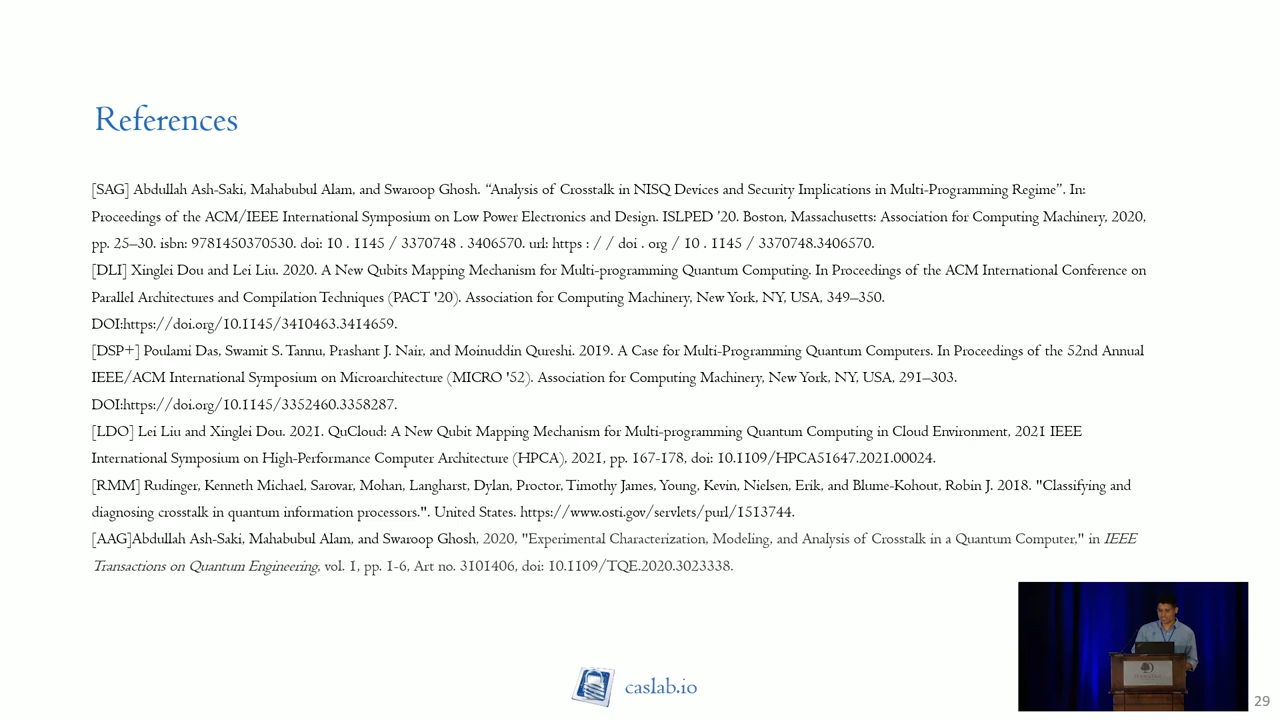 References
[SAG] Abdullah Ash-Saki, Mahabubul Alam, and Swaroop Ghosh. “Analysis of Crosstalk in NISQ Devices and Security Implications in Multi-Programming Regime”. In:
Proceedings of the ACM/IEEE International Symposium on Low Power Electronics and Design. ISLPED ’20. Boston, Massachusetts: Association for Computing Machinery, 2020,
pp. 25–30. isbn: 9781450370530. doi: 10 . 1145 / 3370748 . 3406570. url: https : / / doi . org / 10 . 1145 / 3370748.3406570.
[DLI] Xinglei Dou and Lei Liu. 2020. A New Qubits Mapping Mechanism for Multi-programming Quantum Computing. In Proceedings of the ACM International Conference on
Parallel Architectures and Compilation Techniques (PACT '20). Association for Computing Machinery, New York, NY, USA, 349–350.
DOI:https://doi.org/10.1145/3410463.3414659.
[DSP+] Poulami Das, Swamit S. Tannu, Prashant J. Nair, and Moinuddin Qureshi. 2019. A Case for Multi-Programming Quantum Computers. In Proceedings of the 52nd Annual
IEEE/ACM International Symposium on Microarchitecture (MICRO '52). Association for Computing Machinery, New York, NY, USA, 291–303.
DOI:https://doi.org/10.1145/3352460.3358287.
[LDO] Lei Liu and Xinglei Dou. 2021. QuCloud: A New Qubit Mapping Mechanism for Multi-programming Quantum Computing in Cloud Environment, 2021 IEEE
International Symposium on High-Performance Computer Architecture (HPCA), 2021, pp. 167-178, doi: 10.1109/HPCA51647.2021.00024.
[RMM] Rudinger, Kenneth Michael, Sarovar, Mohan, Langharst, Dylan, Proctor, Timothy James, Young, Kevin, Nielsen, Erik, and Blume-Kohout, Robin J. 2018. "Classifying and
diagnosing crosstalk in quantum information processors.". United States. https://www.osti.gov/servlets/purl/1513744.
[AAG]Abdullah Ash-Saki, Mahabubul Alam, and Swaroop Ghosh, 2020, "Experimental Characterization, Modeling, and Analysis of Crosstalk in a Quantum Computer," in IEEE
Transactions on Quantum Engineering, vol. 1, pp. 1-6, Art no. 3101406, doi: 10.1109/TQE.2020.3023338.
caslab.io
29